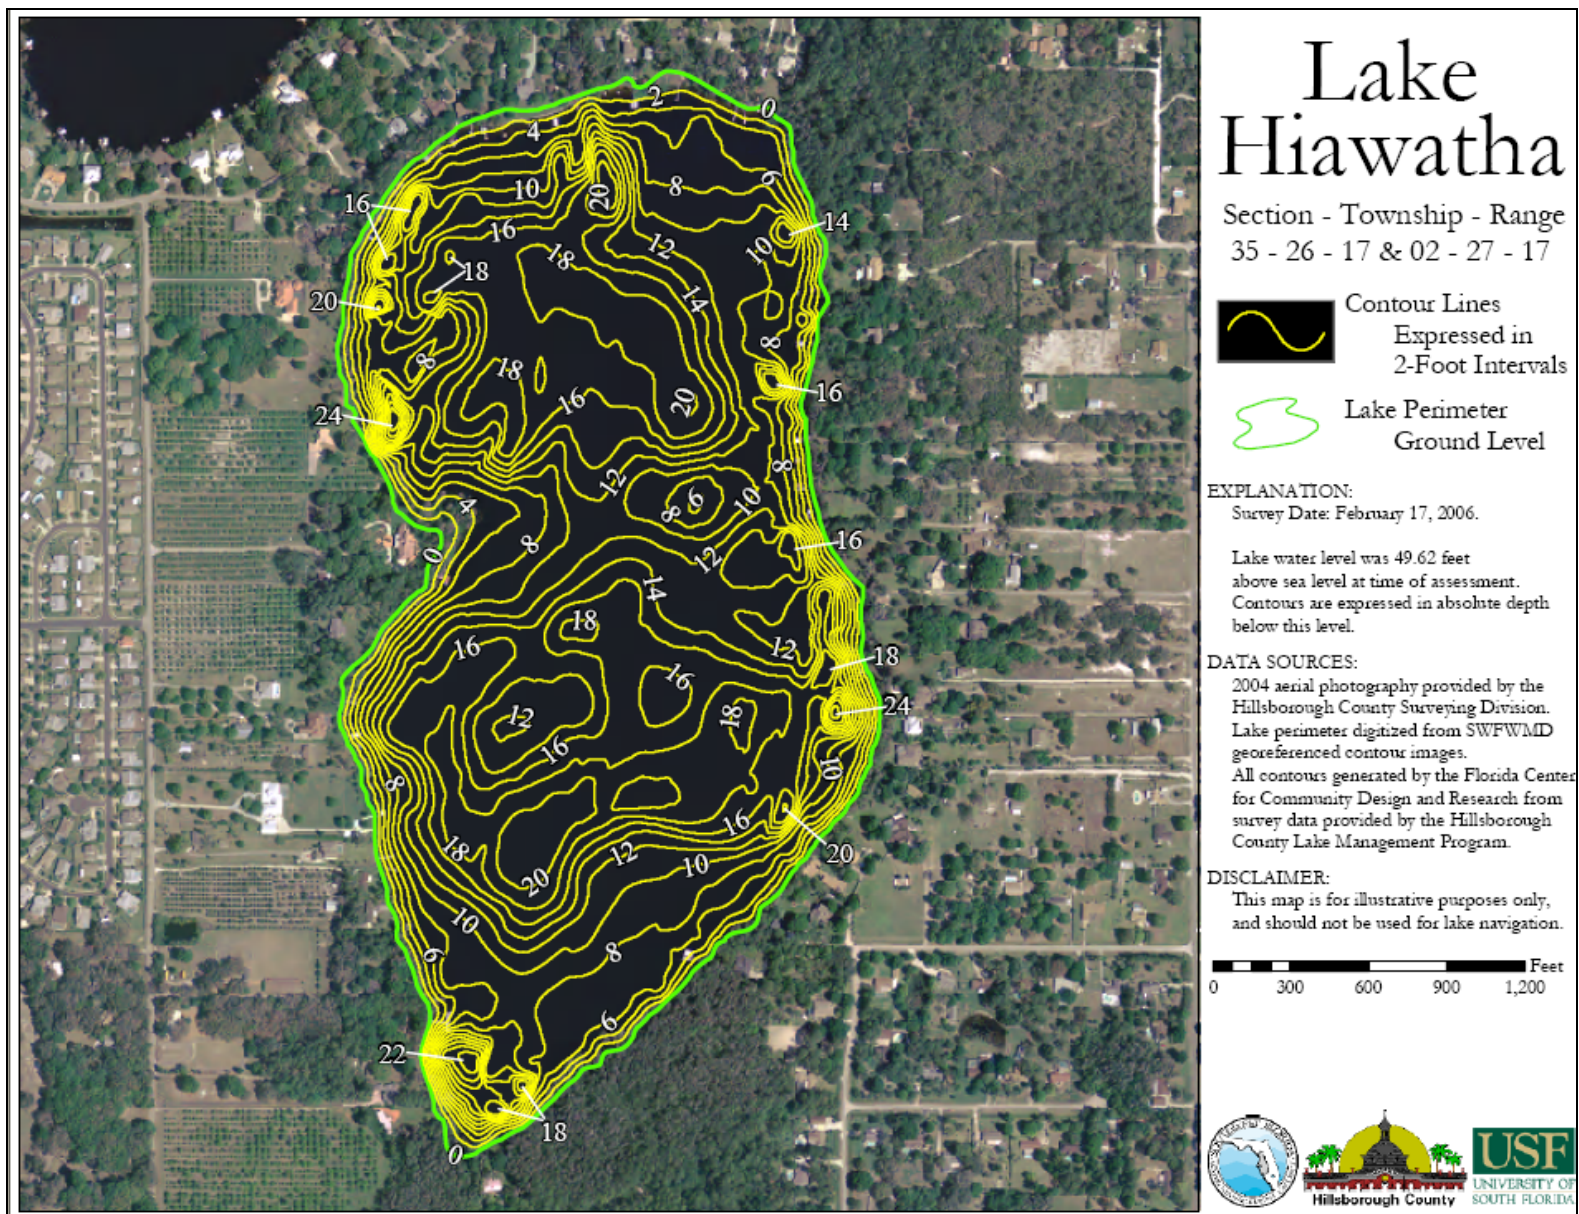 Lake
Hiawatha
Section - Township - Range
35 - 26 - 17 & 02 - 27 - 17
Contour Lines
Expressed in
2-Foot Intervals
Lake Perimeter
Ground Level
EXPLANATION:
Survey Date: February 17, 2006.
Lake water level was 49.62 feet
above sea level at time of assessment.
Contours are expressed in absolute depth
below this level.
DATA SOURCES:
2004 aerial photography provided by the
Hillsborough County Surveying Division.
Lake perimeter digitized from SWFWMD
georeferenced contour images.
All contours generated by the Florida Center
for Community Design and Research from
survey data provided by the Hillsborough
County Lake Management Program.
DISCLAIMER:
This map is for illustrative purposes only,
and should not be used for lake navigation.
Feet
0 300 600 900 1,200
Hillsborough County
USF
UNIVERSITY OF
SOUTH FLORIDA
2
0
4
6
10
8
16
20
14
16
12
10
18
18
14
20
8
8
18
16
16
20
24
12
8
6
10
8
4
8
12
16
0
14
18
12
16
18
16
12
18
24
16
10
8
16
18
12
20
20
10
10
6
8
6
22
18
0